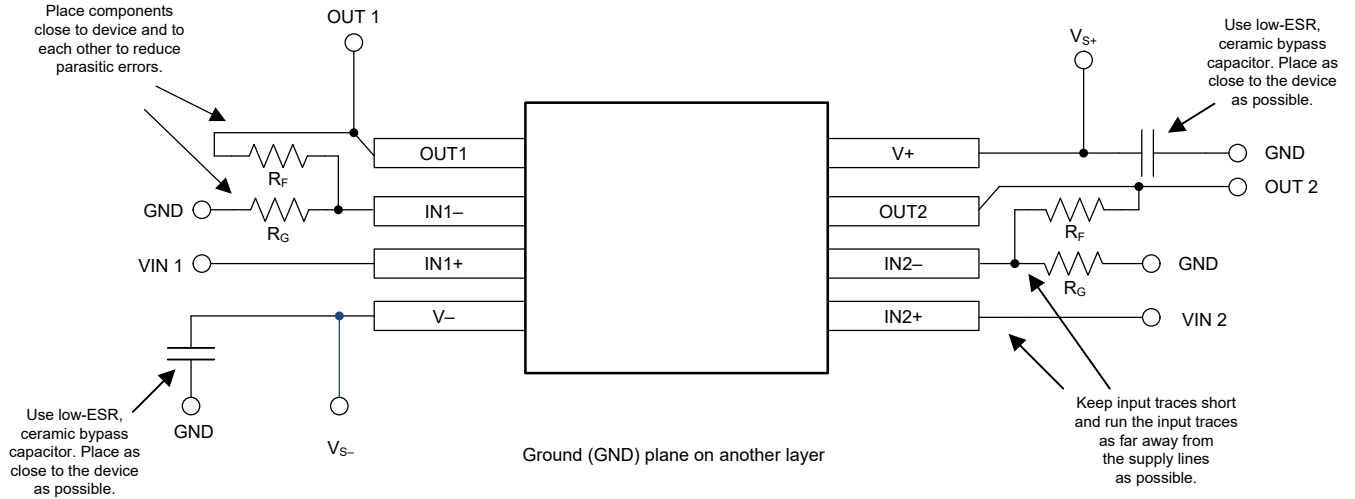 Place components
close to device and to
each other to reduce
parasitic errors.
OUT 1
VS+
Use low-ESR,
ceramic bypass
capacitor. Place as
close to the device
as possible.
OUT1
RF
GND
RG
IN1–
VIN 1
IN1+
V–
V+
GND
OUT 2
OUT2
RF
IN2–
GND
RG
IN2+
VIN 2
Use low-ESR,
ceramic bypass
capacitor. Place as
close to the device
as possible.
GND
VS–
Ground (GND) plane on another layer
Keep input traces short
and run the input traces
as far away from
the supply lines
as possible.